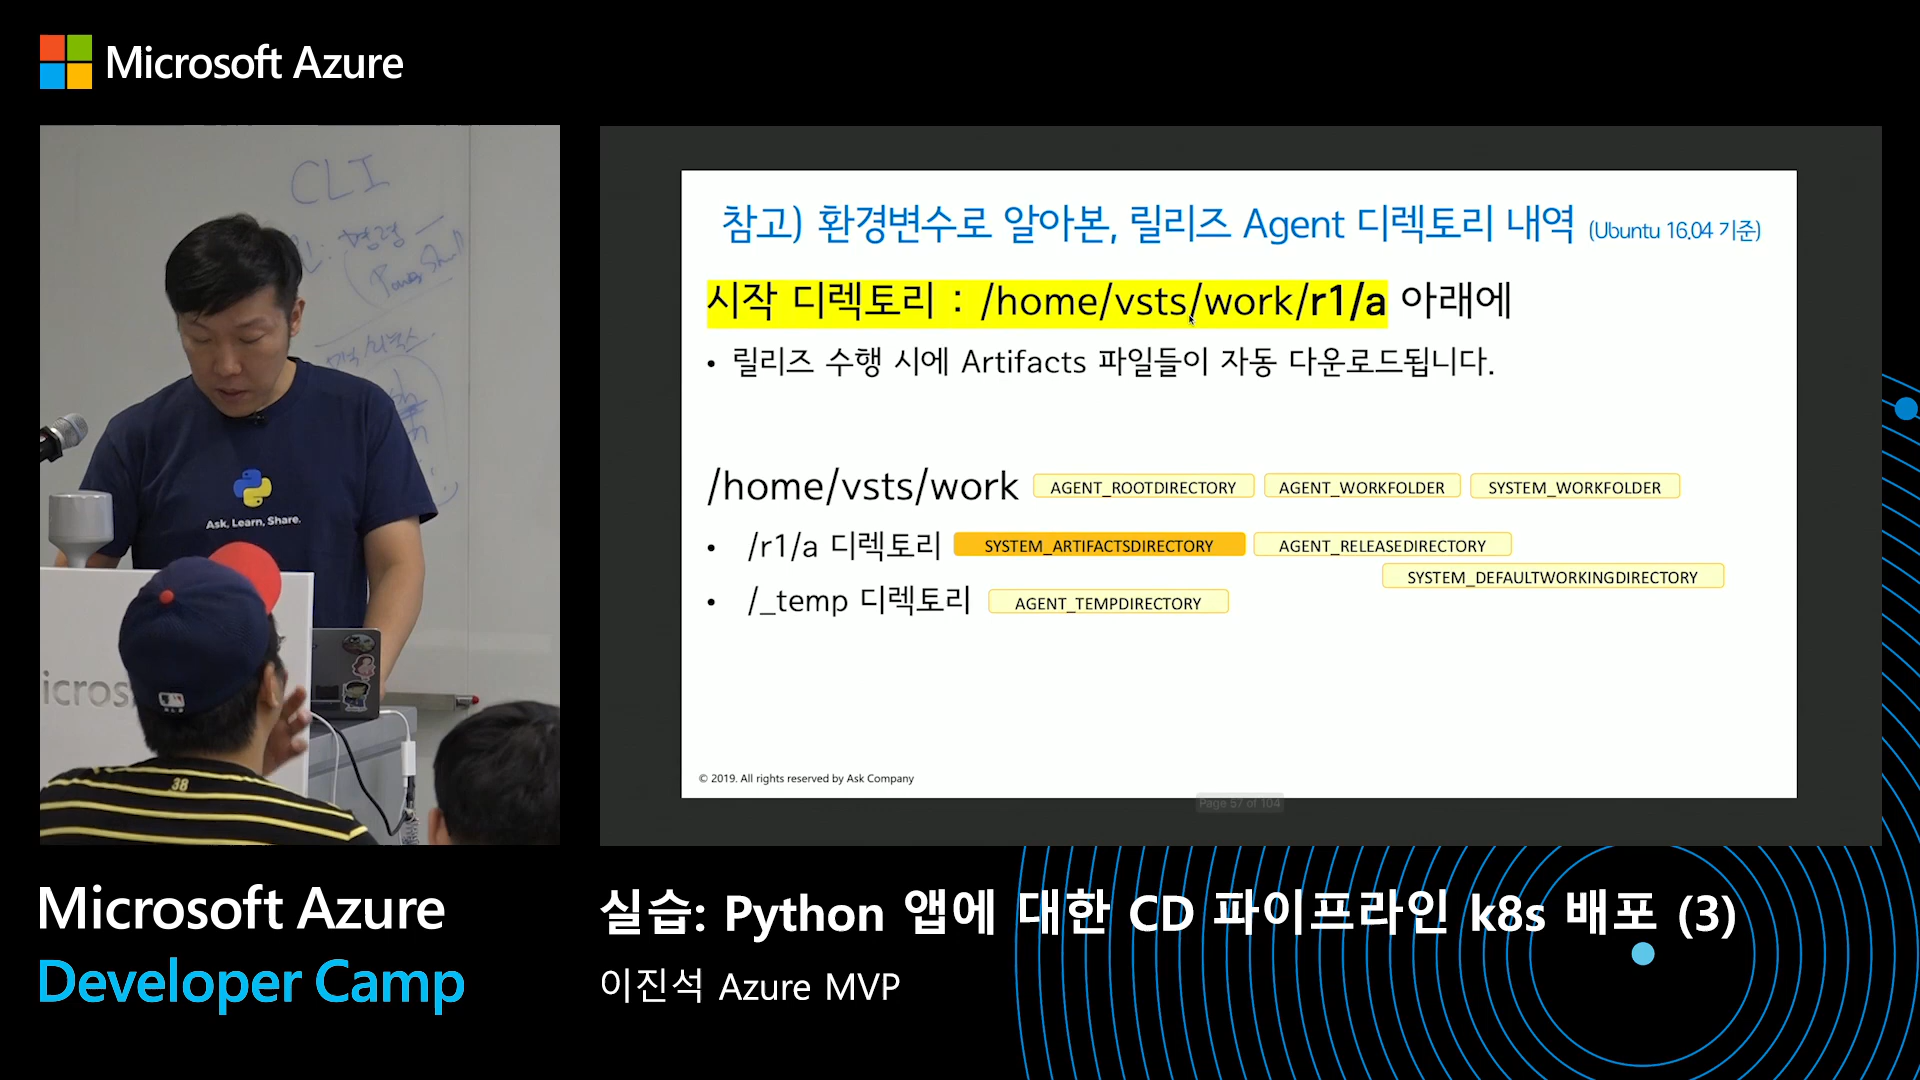 Microsoft Azure
CLI
Ask, Learn, Share.
icros
38
참고) 환경변수로 알아본, 릴리즈 Agent 디렉토리 내역 (Ubuntu 16.04 기준)
시작 디렉토리 : /home/vsts/work/r1/a 아래에
• 릴리즈 수행 시에 Artifacts 파일들이 자동 다운로드됩니다.
/home/vsts/work AGENT_ROOTDIRECTORY AGENT_WORKFOLDER SYSTEM_WORKFOLDER
• /r1/a 디렉토리 SYSTEM_ARTIFACTSDIRECTORY AGENT_RELEASEDIRECTORY
SYSTEM_DEFAULTWORKINGDIRECTORY
• /_temp 디렉토리 AGENT_TEMPDIRECTORY
© 2019. All rights reserved by Ask Company
Page 57 of 104
Microsoft Azure
Developer Camp
실습: Python 앱에 대한 CD 파이프라인 k8s 배포 (3)
이진석 Azure MVP